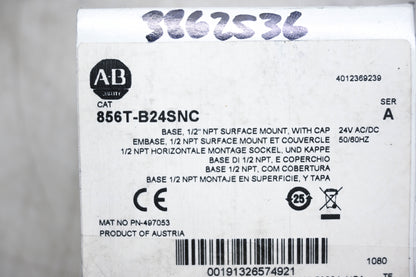 3862536
A-B
4012369239
CAT
SER
856T-B24SNC
A
BASE, 1/2" NPT SURFACE MOUNT, WITH CAP 24V AC/DC
EMBASE, 1/2 NPT SURFACE MOUNT ET COUVERCLE 50/60HZ
1/2 NPT HORIZONTALE MONTAGE SOCKEL, UND KAPPE
BASE DI 1/2 NPT, E COPERCHIO
BASE 1/2 NPT, COM COBERTURA
BASE 1/2 NPT MONTAJE EN SUPERFICIE, Y TAPA
CE
25
MAT NO PN-497053
PRODUCT OF AUSTRIA
1080
00191326574921